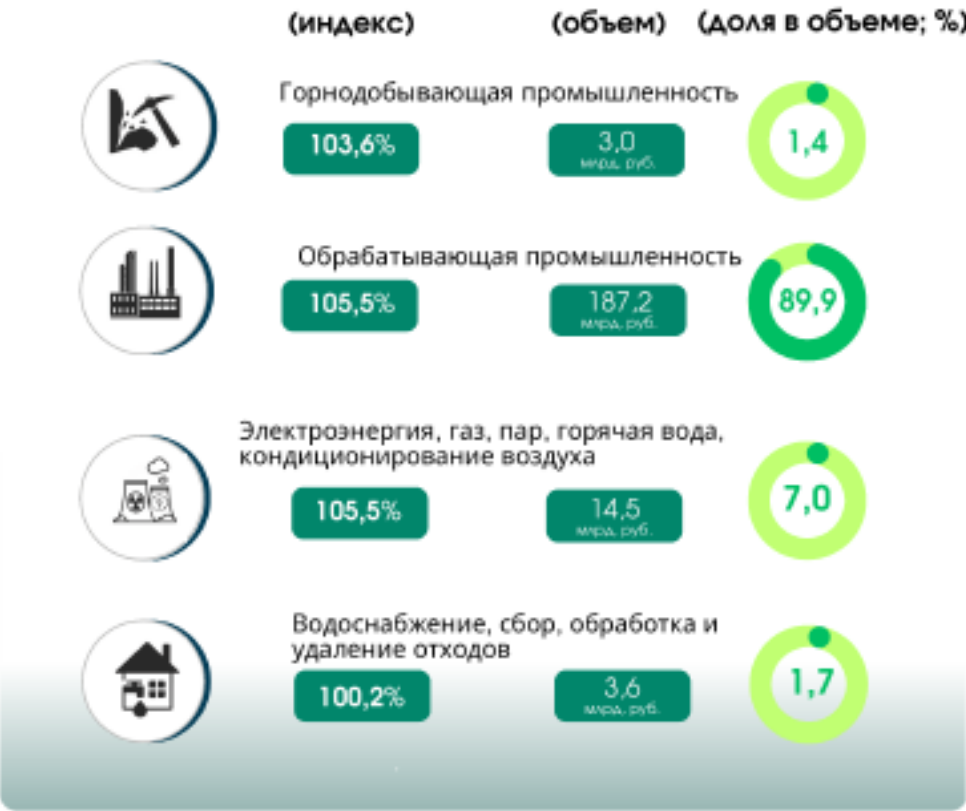 (индекс) (объем) (доля в объеме; %)
Горнодобывающая промышленность
103,6% 3,0 1,4
млрд. руб.
Обрабатывающая промышленность
105,5% 187,2 89,9
млрд. руб.
Электроэнергия, газ, пар, горячая вода,
кондиционирование воздуха
105,5% 14,5 7,0
млрд. руб.
Водоснабжение, сбор, обработка и
удаление отходов
100,2% 3,6 1,7
млрд. руб.